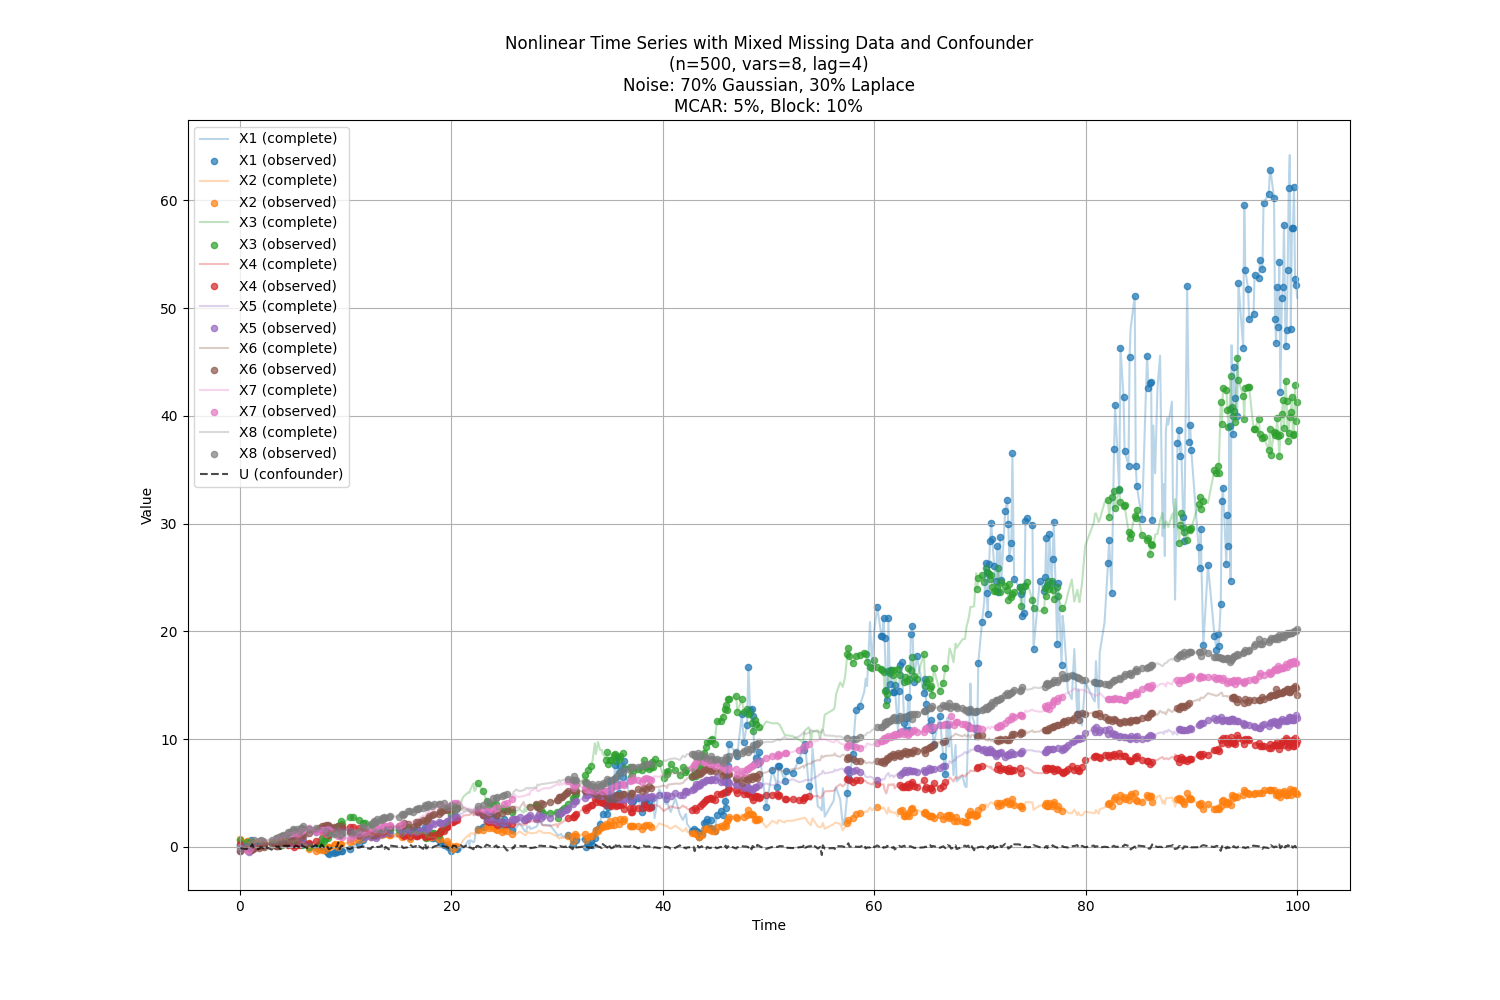 Nonlinear Time Series with Mixed Missing Data and Confounder
(n=500, vars=8, lag=4)
Noise: 70% Gaussian, 30% Laplace
MCAR: 5%, Block: 10%
X1 (complete)
X1 (observed)
X2 (complete)
X2 (observed)
X3 (complete)
X3 (observed)
X4 (complete)
X4 (observed)
X5 (complete)
X5 (observed)
X6 (complete)
X6 (observed)
X7 (complete)
X7 (observed)
X8 (complete)
X8 (observed)
U (confounder)
Value
60
50
40
30
20
10
0
0 20 40 60 80 100
Time